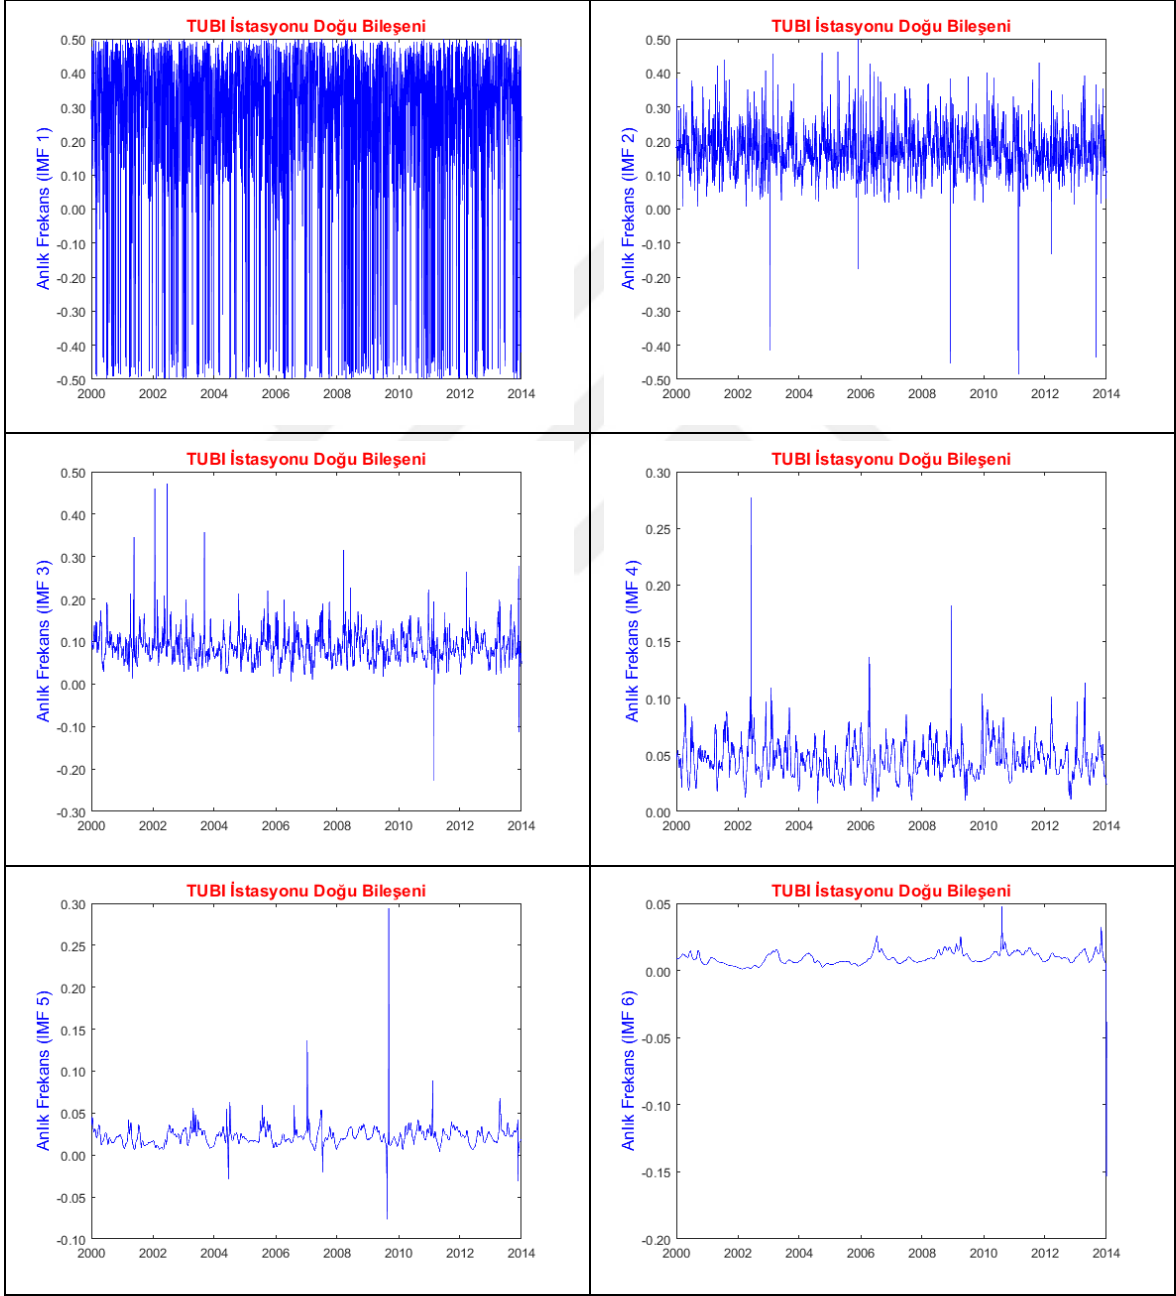 TUBI İstasyonu Doğu Bileşeni
Anlık Frekans (IMF 1)
0.50
0.40
0.30
0.20
0.10
0.00
-0.10
-0.20
-0.30
-0.40
-0.50
2000 2002 2004 2006 2008 2010 2012 2014
TUBI İstasyonu Doğu Bileşeni
Anlık Frekans (IMF 2)
0.50
0.40
0.30
0.20
0.10
0.00
-0.10
-0.20
-0.30
-0.40
-0.50
2000 2002 2004 2006 2008 2010 2012 2014
TUBI İstasyonu Doğu Bileşeni
Anlık Frekans (IMF 3)
0.50
0.40
0.30
0.20
0.10
0.00
-0.10
-0.20
-0.30
2000 2002 2004 2006 2008 2010 2012 2014
TUBI İstasyonu Doğu Bileşeni
Anlık Frekans (IMF 4)
0.30
0.25
0.20
0.15
0.10
0.05
0.00
2000 2002 2004 2006 2008 2010 2012 2014
TUBI İstasyonu Doğu Bileşeni
Anlık Frekans (IMF 5)
0.30
0.25
0.20
0.15
0.10
0.05
0.00
-0.05
-0.10
2000 2002 2004 2006 2008 2010 2012 2014
TUBI İstasyonu Doğu Bileşeni
Anlık Frekans (IMF 6)
0.05
0.00
-0.05
-0.10
-0.15
-0.20
2000 2002 2004 2006 2008 2010 2012 2014